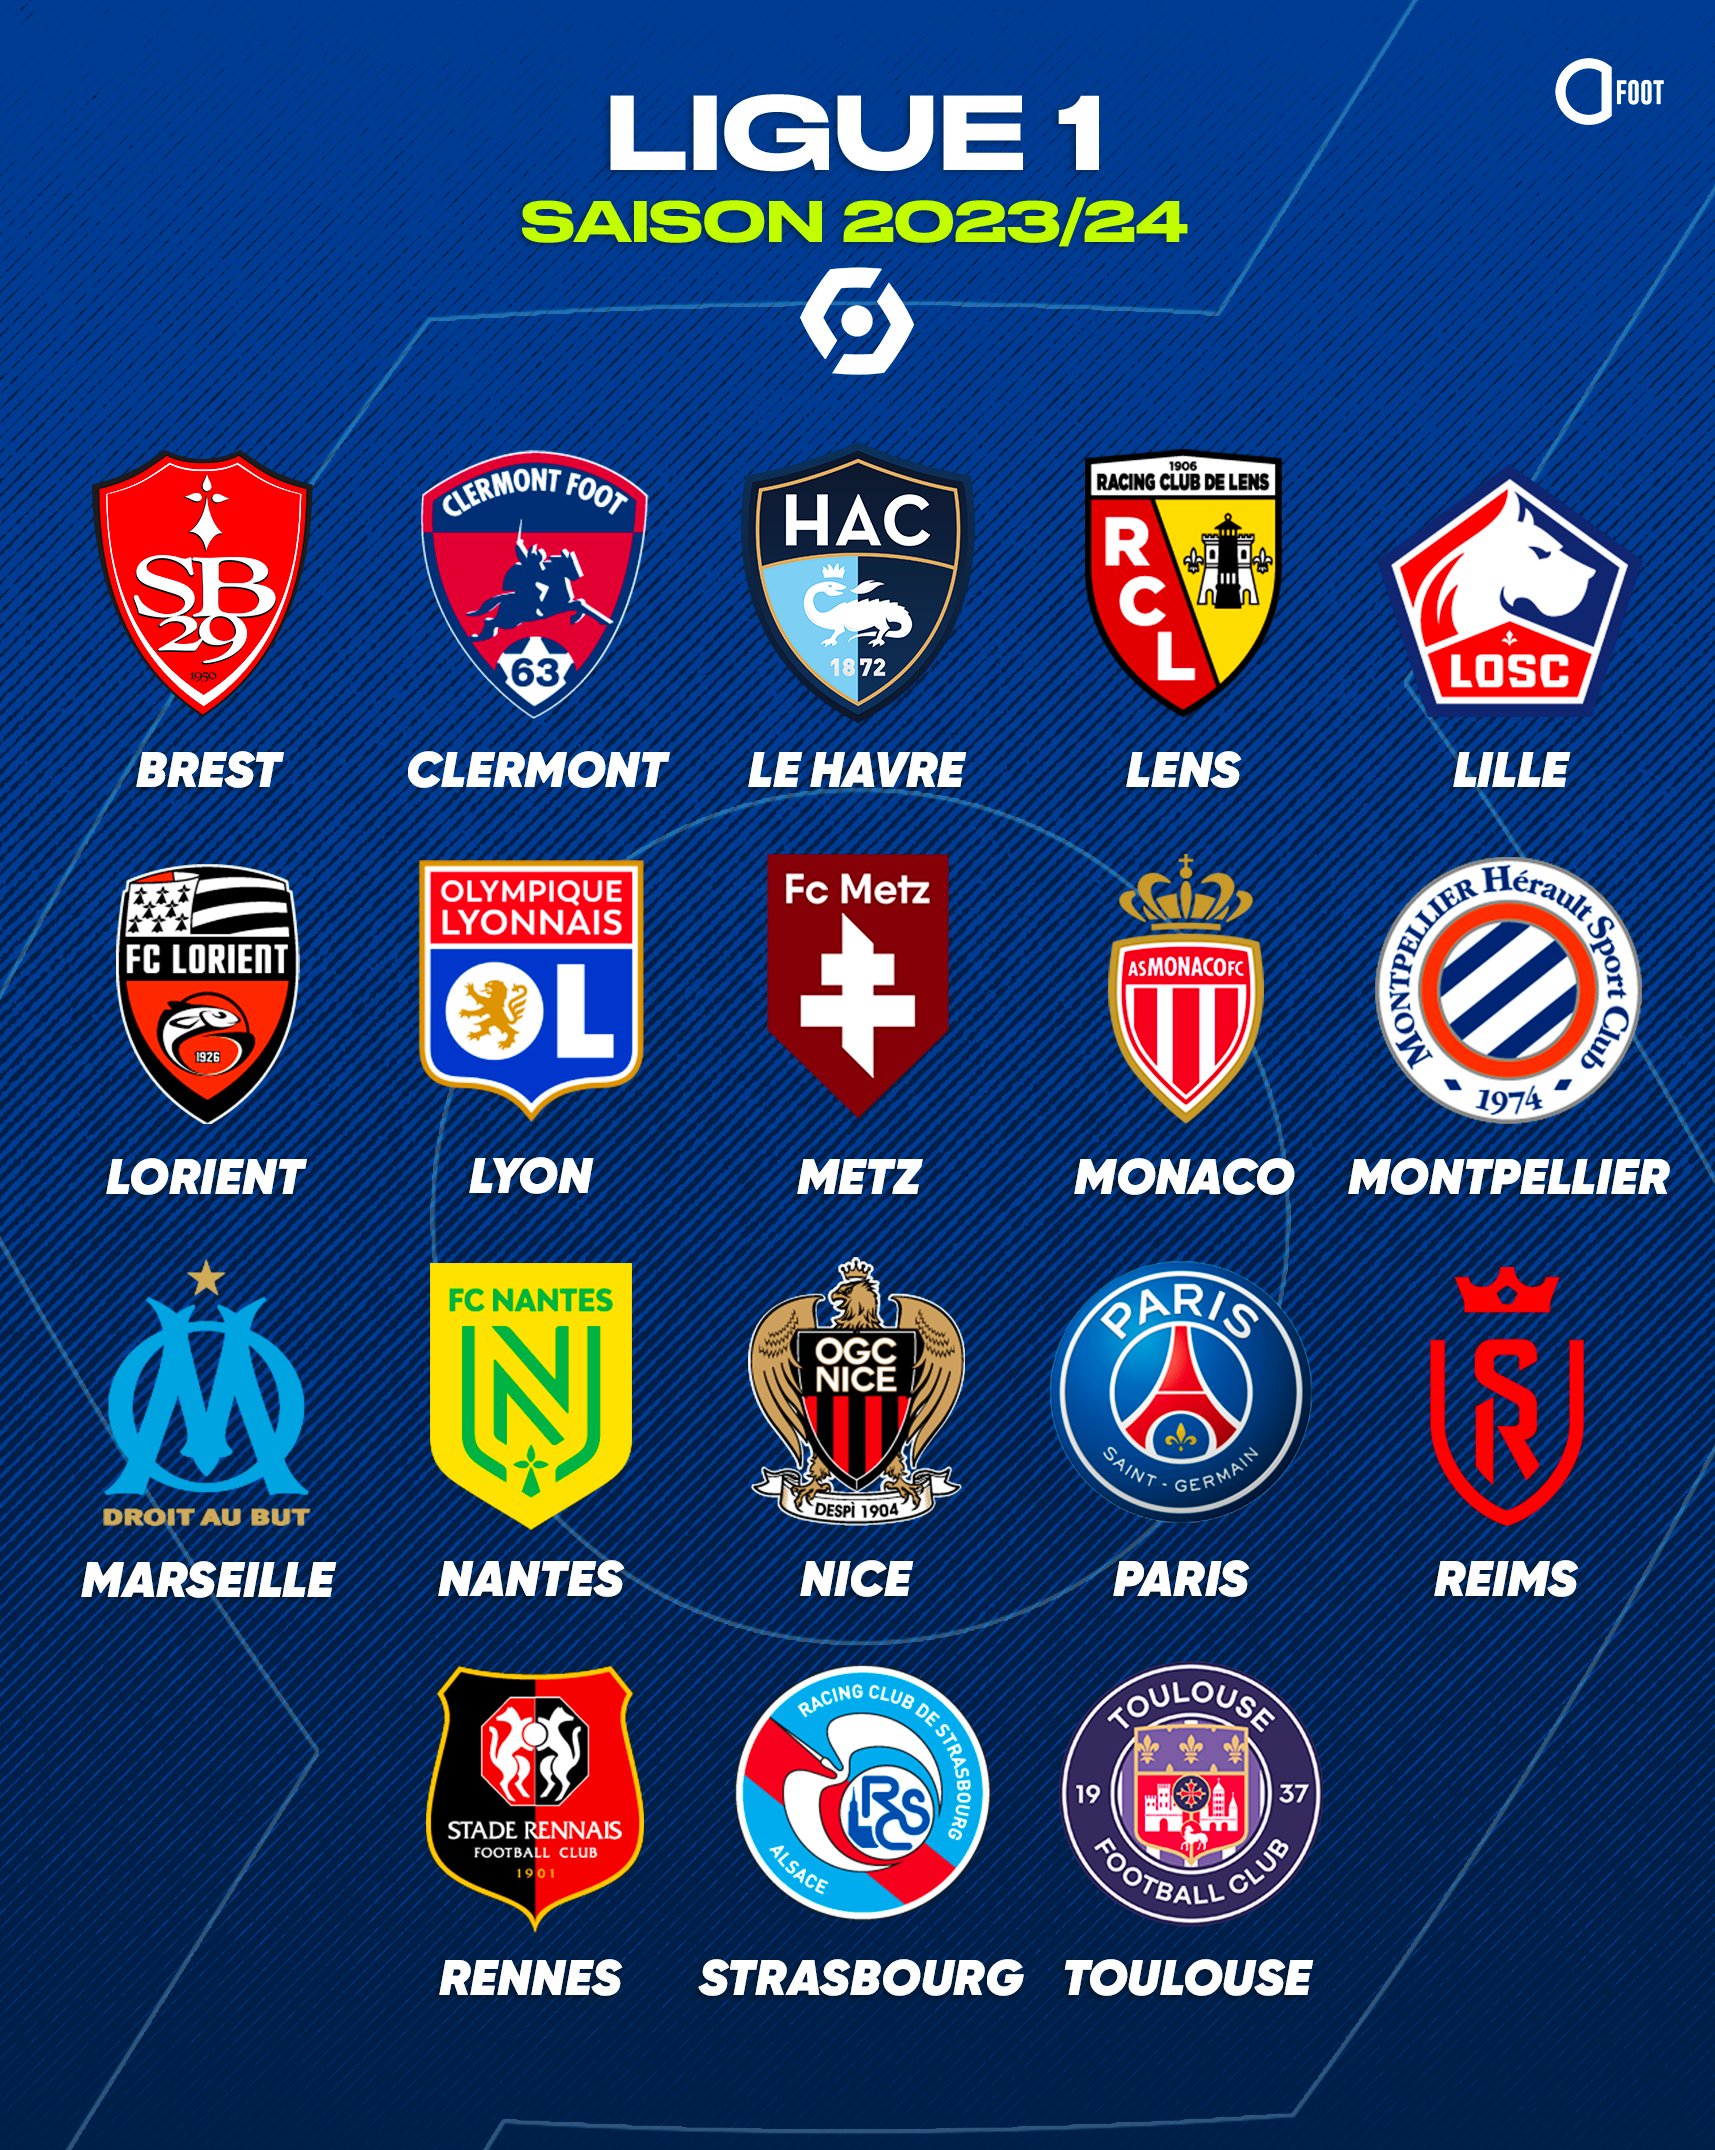 LIGUE 1
FOOT
SAISON 2023/24
SB
29
1950
CLERMONT FOOT
63
HAC
1872
1906
RACING CLUB DE LENS
R
C
L
LOSC
BREST
CLERMONT
LE HAVRE
LENS
LILLE
FC LORIENT
1926
OLYMPIQUE
LYONNAIS
OL
Fc Metz
AS MONACO FC
MONTPELLIER Hérault Sport Club
1974
LORIENT
LYON
METZ
MONACO
MONTPELLIER
M
DROIT AU BUT
FC NANTES
N
OGC
NICE
DESPÌ 1904
PARIS
SAINT - GERMAIN
S
R
MARSEILLE
NANTES
NICE
PARIS
REIMS
STADE RENNAIS
FOOTBALL CLUB
1901
RACING CLUB DE STRASBOURG
RCS
ALSACE
TOULOUSE
19 37
FOOTBALL CLUB
RENNES
STRASBOURG
TOULOUSE